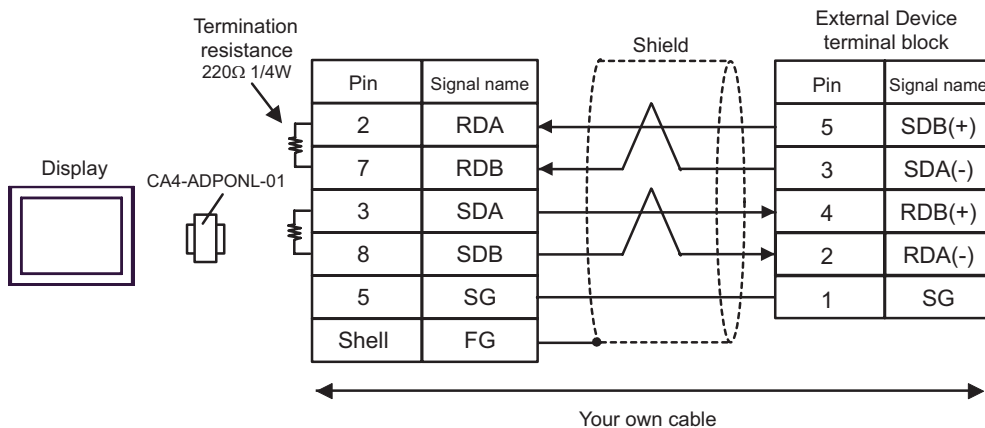 Termination
resistance
220Ω 1/4W
Shield
External Device
terminal block
Display
CA4-ADPONL-01
Pin Signal name
2 RDA
7 RDB
3 SDA
8 SDB
5 SG
Shell FG
Pin Signal name
5 SDB(+)
3 SDA(-)
4 RDB(+)
2 RDA(-)
1 SG
Your own cable